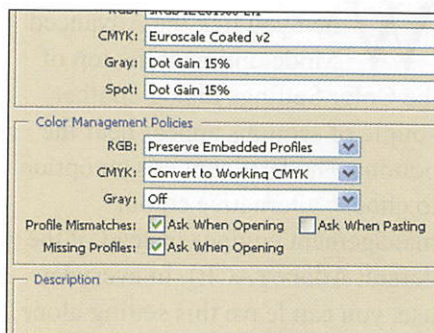 CMYK: Euroscale Coated v2
Gray: Dot Gain 15%
Spot: Dot Gain 15%
Color Management Policies
RGB: Preserve Embedded Profiles
CMYK: Convert to Working CMYK
Gray: Off
Profile Mismatches: Ask When Opening Ask When Pasting
Missing Profiles: Ask When Opening
Description